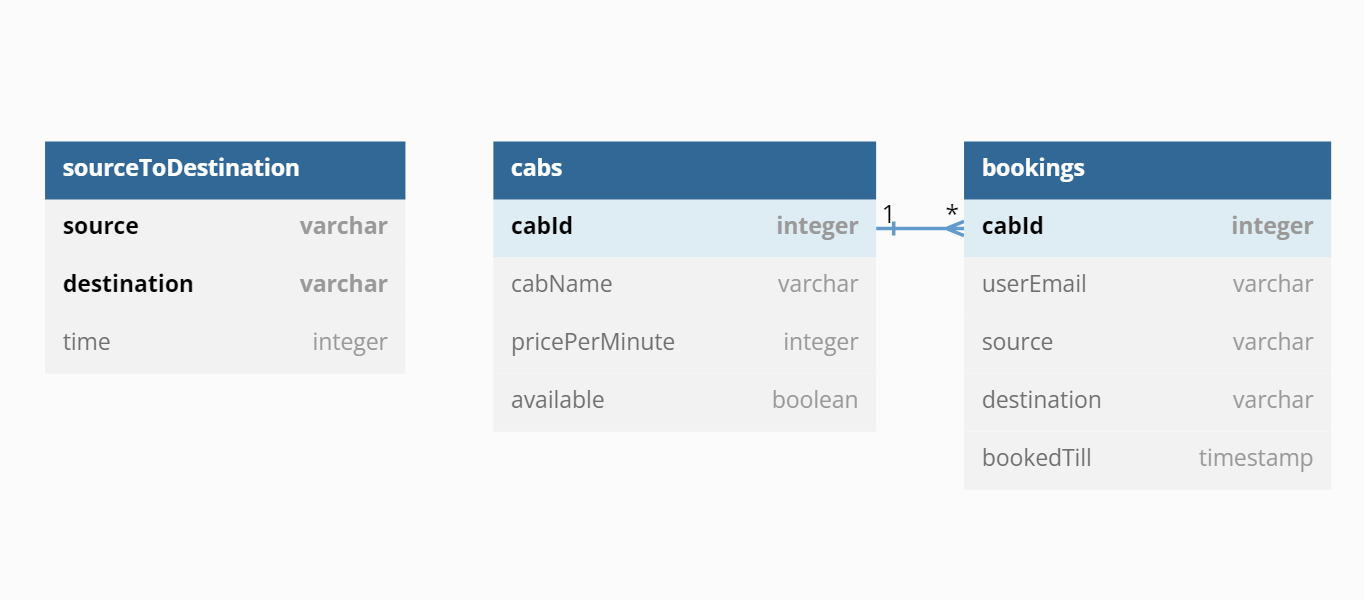 sourceToDestination
source varchar
destination varchar
time integer
cabs
cabId integer
cabName varchar
pricePerMinute integer
available boolean
1 *
bookings
cabId integer
userEmail varchar
source varchar
destination varchar
bookedTill timestamp